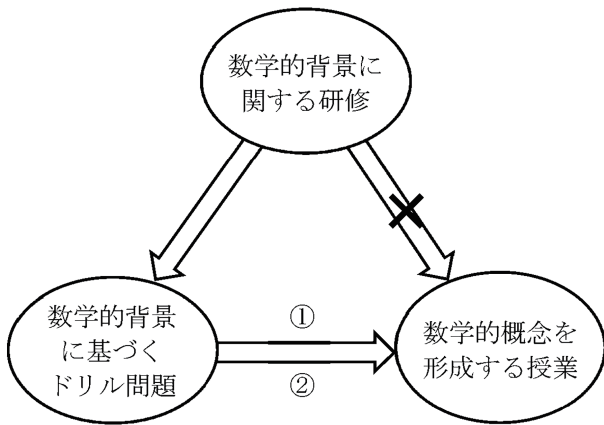 数学的背景に
関する研修
数学的背景
に基づく
ドリル問題
①
②
数学的概念を
形成する授業